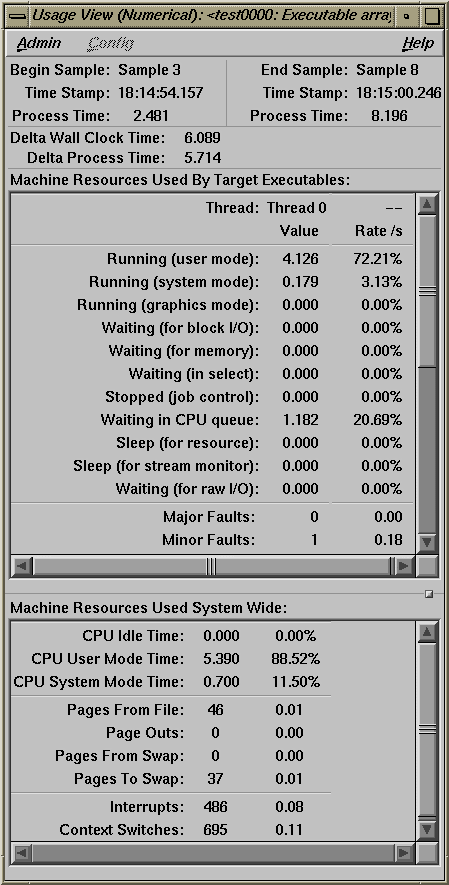 Usage View (Numerical): <test0000: Executable array
Admin Config Help
Begin Sample: Sample 3 End Sample: Sample 8
Time Stamp: 18:14:54.157 Time Stamp: 18:15:00.246
Process Time: 2.481 Process Time: 8.196
Delta Wall Clock Time: 6.089
Delta Process Time: 5.714
Machine Resources Used By Target Executables:
Thread: Thread 0 --
Value Rate /s
Running (user mode): 4.126 72.21%
Running (system mode): 0.179 3.13%
Running (graphics mode): 0.000 0.00%
Waiting (for block I/O): 0.000 0.00%
Waiting (for memory): 0.000 0.00%
Waiting (in select): 0.000 0.00%
Stopped (job control): 0.000 0.00%
Waiting in CPU queue: 1.182 20.69%
Sleep (for resource): 0.000 0.00%
Sleep (for stream monitor): 0.000 0.00%
Waiting (for raw I/O): 0.000 0.00%
Major Faults: 0 0.00
Minor Faults: 1 0.18
Machine Resources Used System Wide:
CPU Idle Time: 0.000 0.00%
CPU User Mode Time: 5.390 88.52%
CPU System Mode Time: 0.700 11.50%
Pages From File: 46 0.01
Page Outs: 0 0.00
Pages From Swap: 0 0.00
Pages To Swap: 37 0.01
Interrupts: 486 0.08
Context Switches: 695 0.11